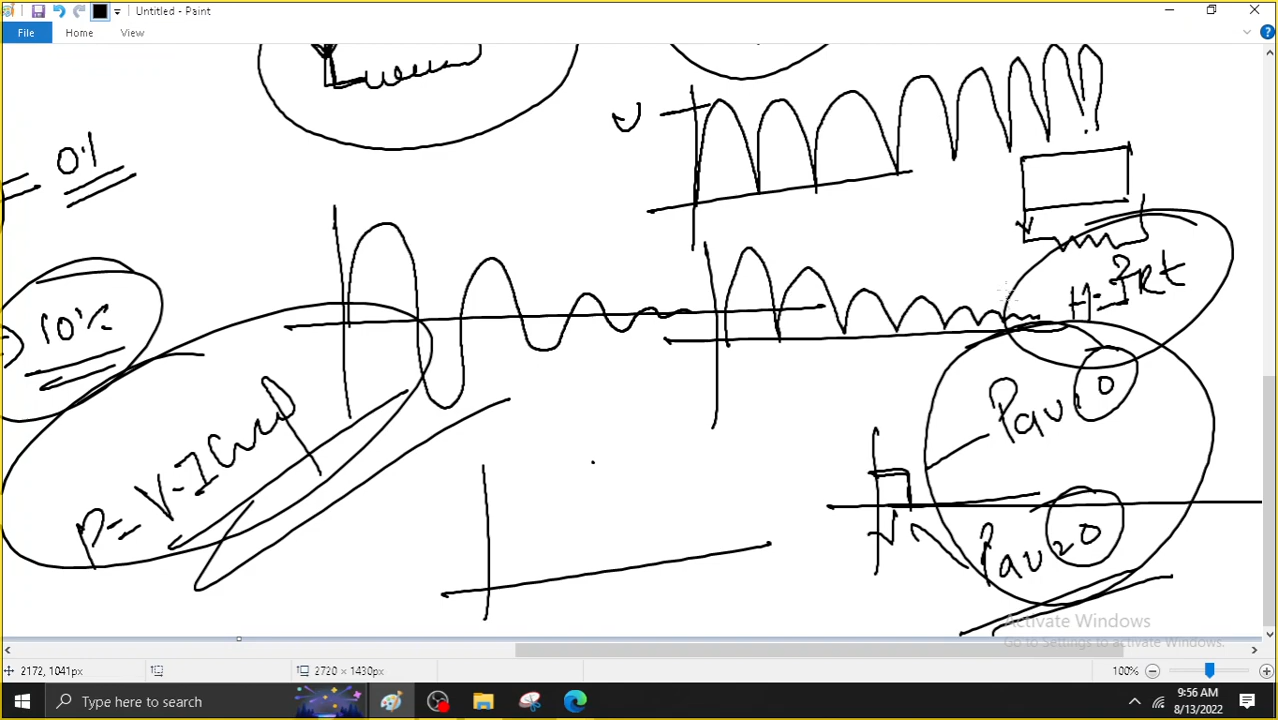 Untitled - Paint
File Home View
= 0.1
10%
H = I²Rt
Pav = 0
P = V-I Cosφ
Pav = 0
Activate Windows
Go to Settings to activate Windows.
2172, 1041px
2720 × 1430px
100%
Type here to search
9:56 AM
8/13/2022